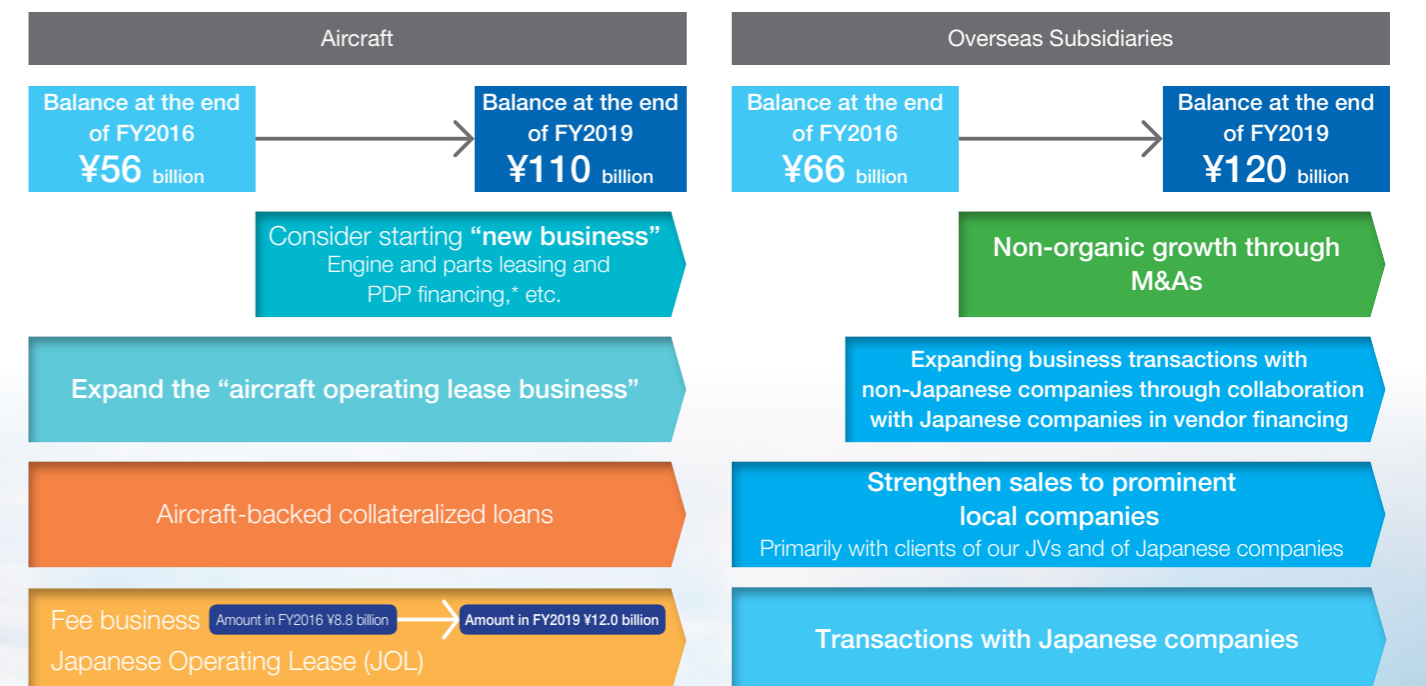 Aircraft
Balance at the end
of FY2016
¥56 billion
Balance at the end
of FY2019
¥110 billion
Consider starting “new business”
Engine and parts leasing and
PDP financing,* etc.
Expand the “aircraft operating lease business”
Aircraft-backed collateralized loans
Fee business Amount in FY2016 ¥8.8 billion Amount in FY2019 ¥12.0 billion
Japanese Operating Lease (JOL)
Overseas Subsidiaries
Balance at the end
of FY2016
¥66 billion
Balance at the end
of FY2019
¥120 billion
Non-organic growth through
M&As
Expanding business transactions with
non-Japanese companies through collaboration
with Japanese companies in vendor financing
Strengthen sales to prominent
local companies
Primarily with clients of our JVs and of Japanese companies
Transactions with Japanese companies